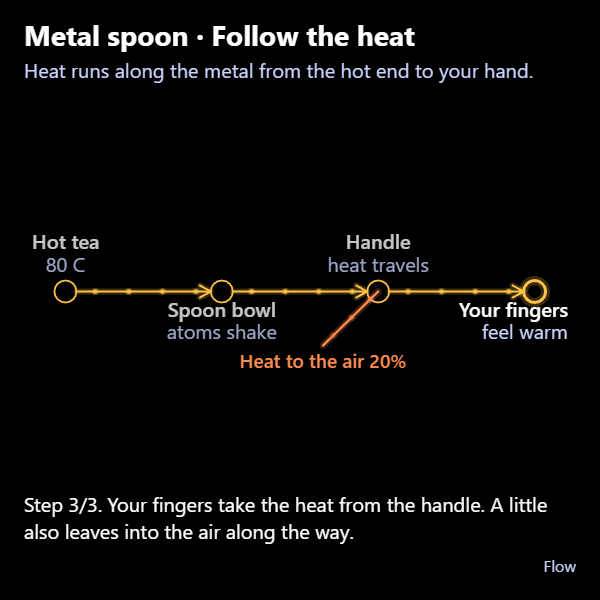 Metal spoon · Follow the heat
Heat runs along the metal from the hot end to your hand.
Hot tea
80 C
Handle
heat travels
Spoon bowl
atoms shake
Your fingers
feel warm
Heat to the air 20%
Step 3/3. Your fingers take the heat from the handle. A little
also leaves into the air along the way.
Flow